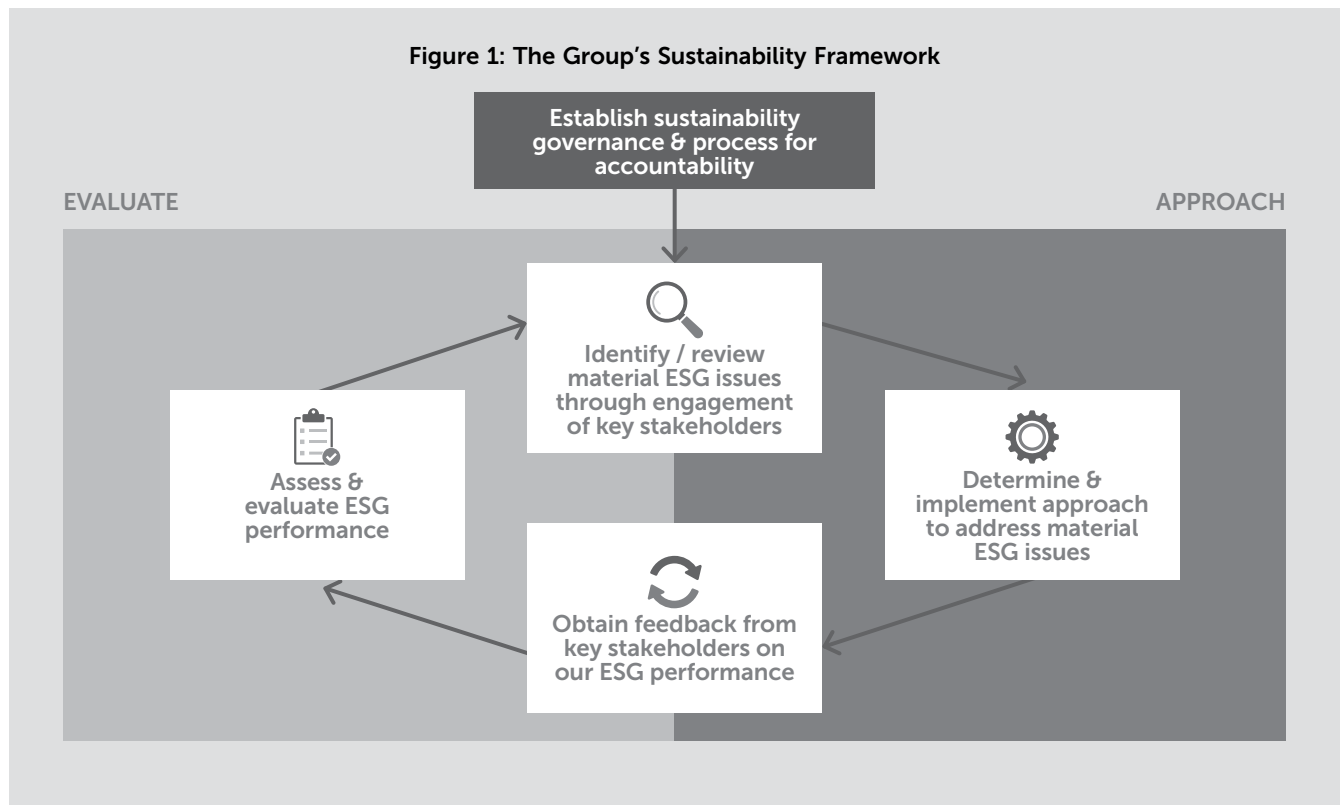 Figure 1: The Group’s Sustainability Framework
Establish sustainability
governance & process for
accountability
EVALUATE
APPROACH
Identify / review
material ESG issues
through engagement
of key stakeholders
Assess &
evaluate ESG
performance
Determine &
implement approach
to address material
ESG issues
Obtain feedback from
key stakeholders on
our ESG performance